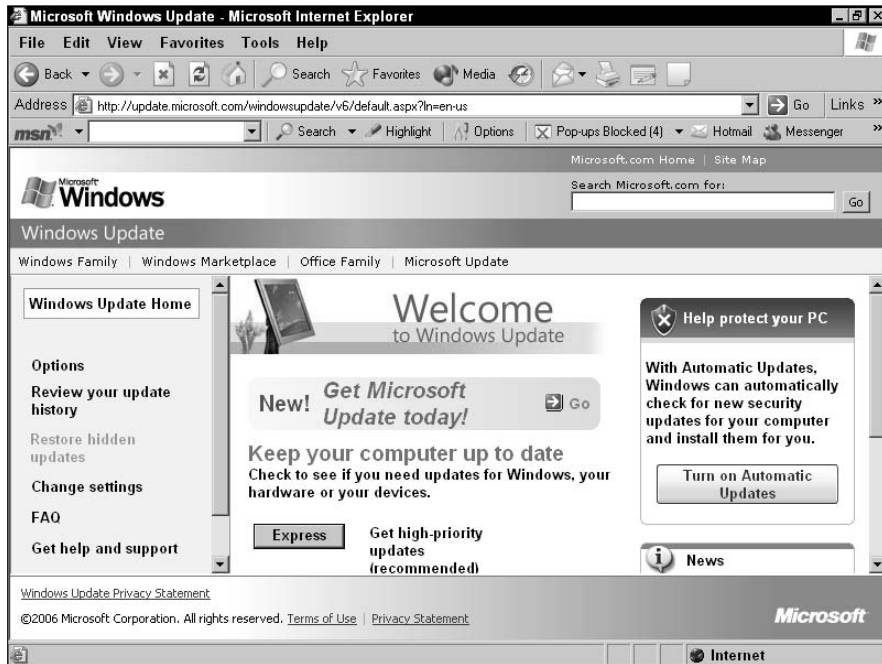 Microsoft Windows Update - Microsoft Internet Explorer
File Edit View Favorites Tools Help
Back Search Favorites Media
Address http://update.microsoft.com/windowsupdate/v6/default.aspx?ln=en-us Go Links »
msn Search Highlight Options Pop-ups Blocked (4) Hotmail Messenger »
Microsoft.com Home | Site Map
Microsoft
Windows
Search Microsoft.com for:
Go
Windows Update
Windows Family | Windows Marketplace | Office Family | Microsoft Update
Windows Update Home
Options
Review your update
history
Restore hidden
updates
Change settings
FAQ
Get help and support
Welcome
to Windows Update
New! Get Microsoft
Update today!
Go
Keep your computer up to date
Check to see if you need updates for Windows, your
hardware or your devices.
Express
Get high-priority
updates
(recommended)
Help protect your PC
With Automatic Updates,
Windows can automatically
check for new security
updates for your computer
and install them for you.
Turn on Automatic
Updates
News
Windows Update Privacy Statement
©2006 Microsoft Corporation. All rights reserved. Terms of Use | Privacy Statement
Microsoft
Internet